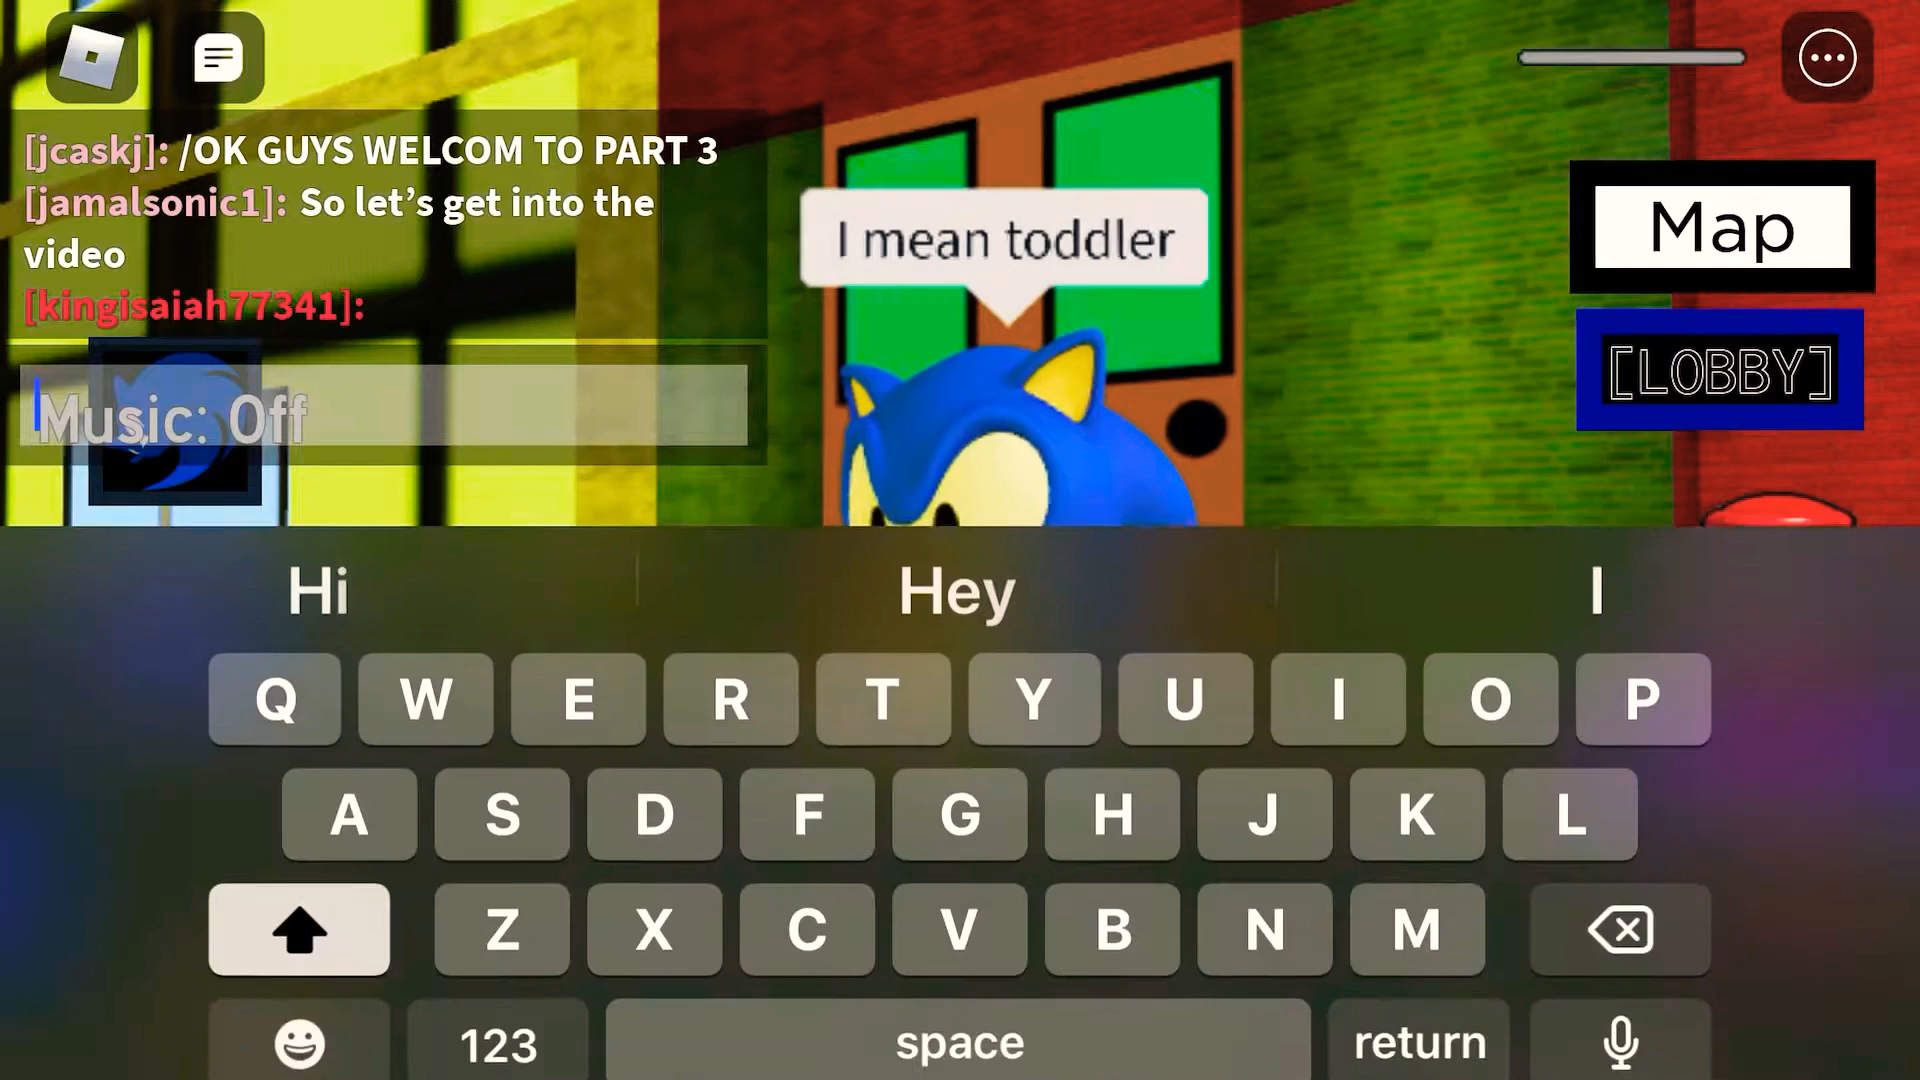 [jcaskj]: /OK GUYS WELCOM TO PART 3
[jamalsonic1]: So let's get into the
video
[kingisaiah77341]:
Music: Off
I mean toddler
Map
[LOBBY]
Hi Hey I
Q W E R T Y U I O P
A S D F G H J K L
Z X C V B N M
123 space return